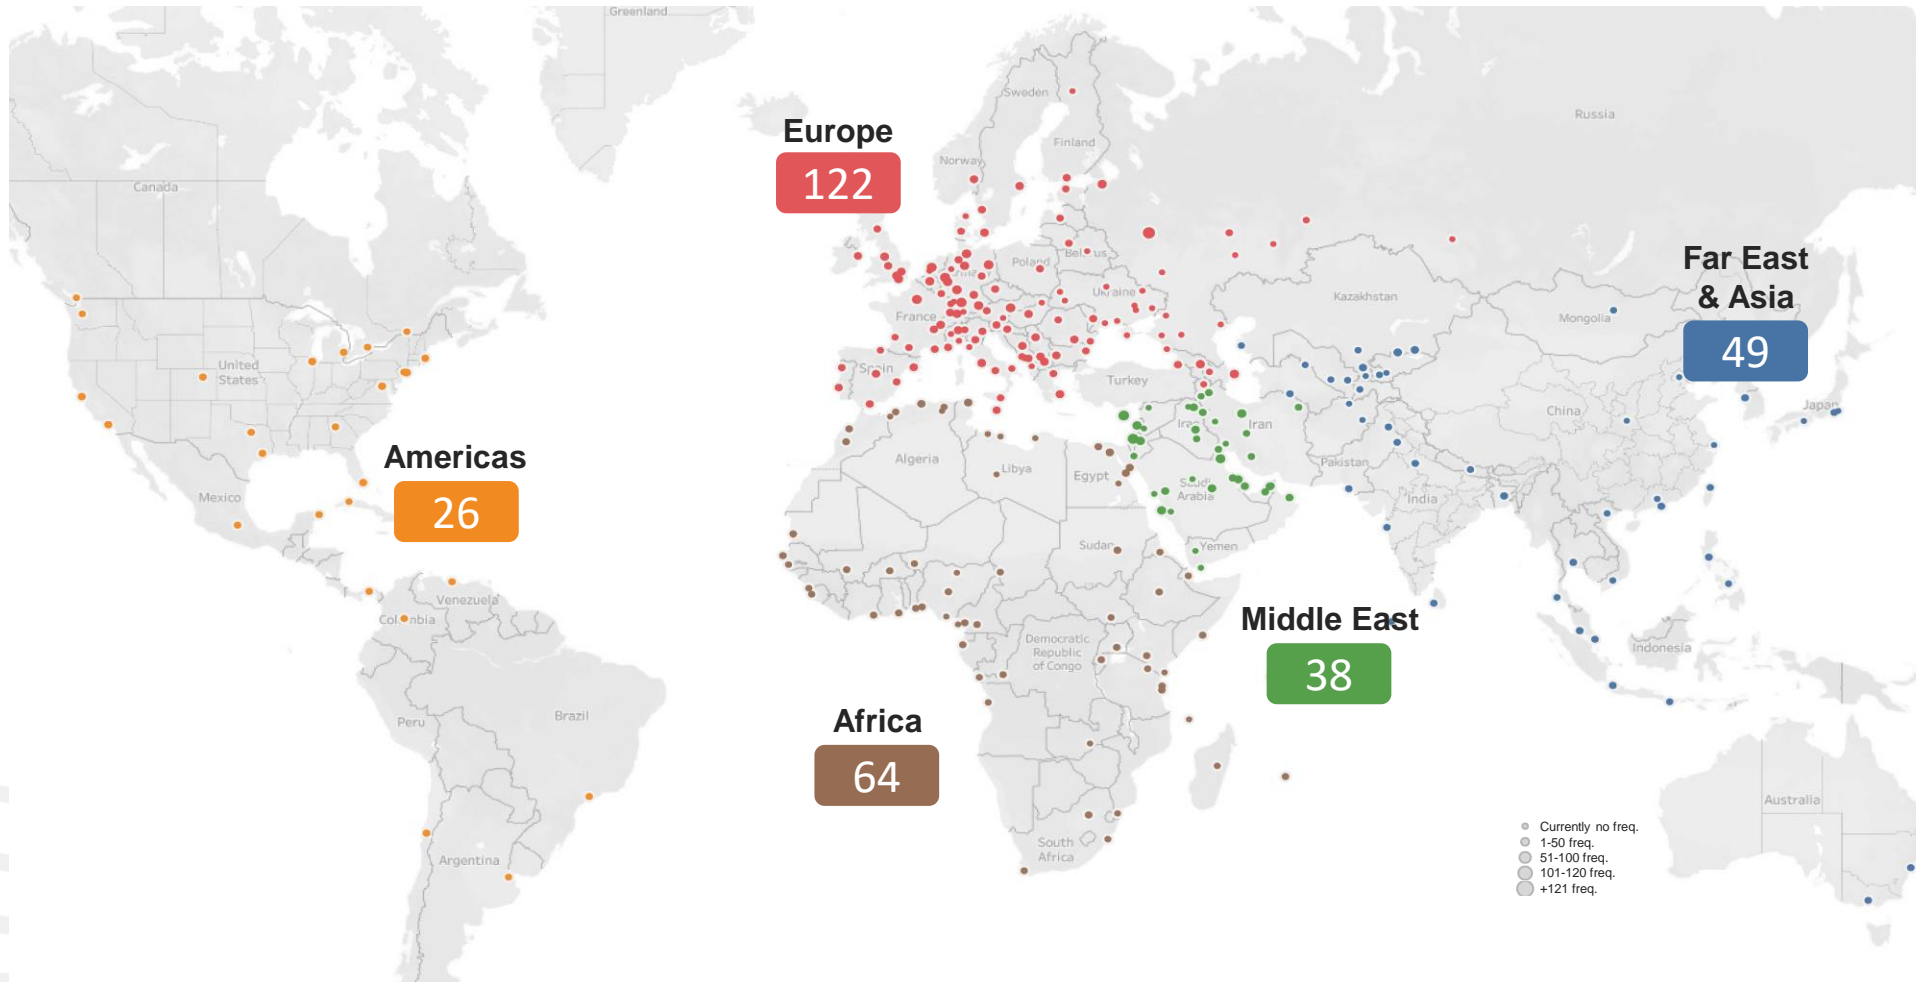 Greenland
Sweden
Russia
Europe
122
Finland
Norway
Canada
Far East
& Asia
49
Poland
Belarus
Ukraine
Kazakhstan
Mongolia
France
United
States
Spain
Turkey
China
Japan
Iraq
Iran
Americas
26
Algeria
Libya
Egypt
Pakistan
Saudi
Arabia
India
Mexico
Sudan
Yemen
Venezuela
Colombia
Middle East
38
Democratic
Republic
of Congo
Indonesia
Africa
64
Peru
Brazil
Australia
Currently no freq.
1-50 freq.
51-100 freq.
101-120 freq.
+121 freq.
South
Africa
Argentina